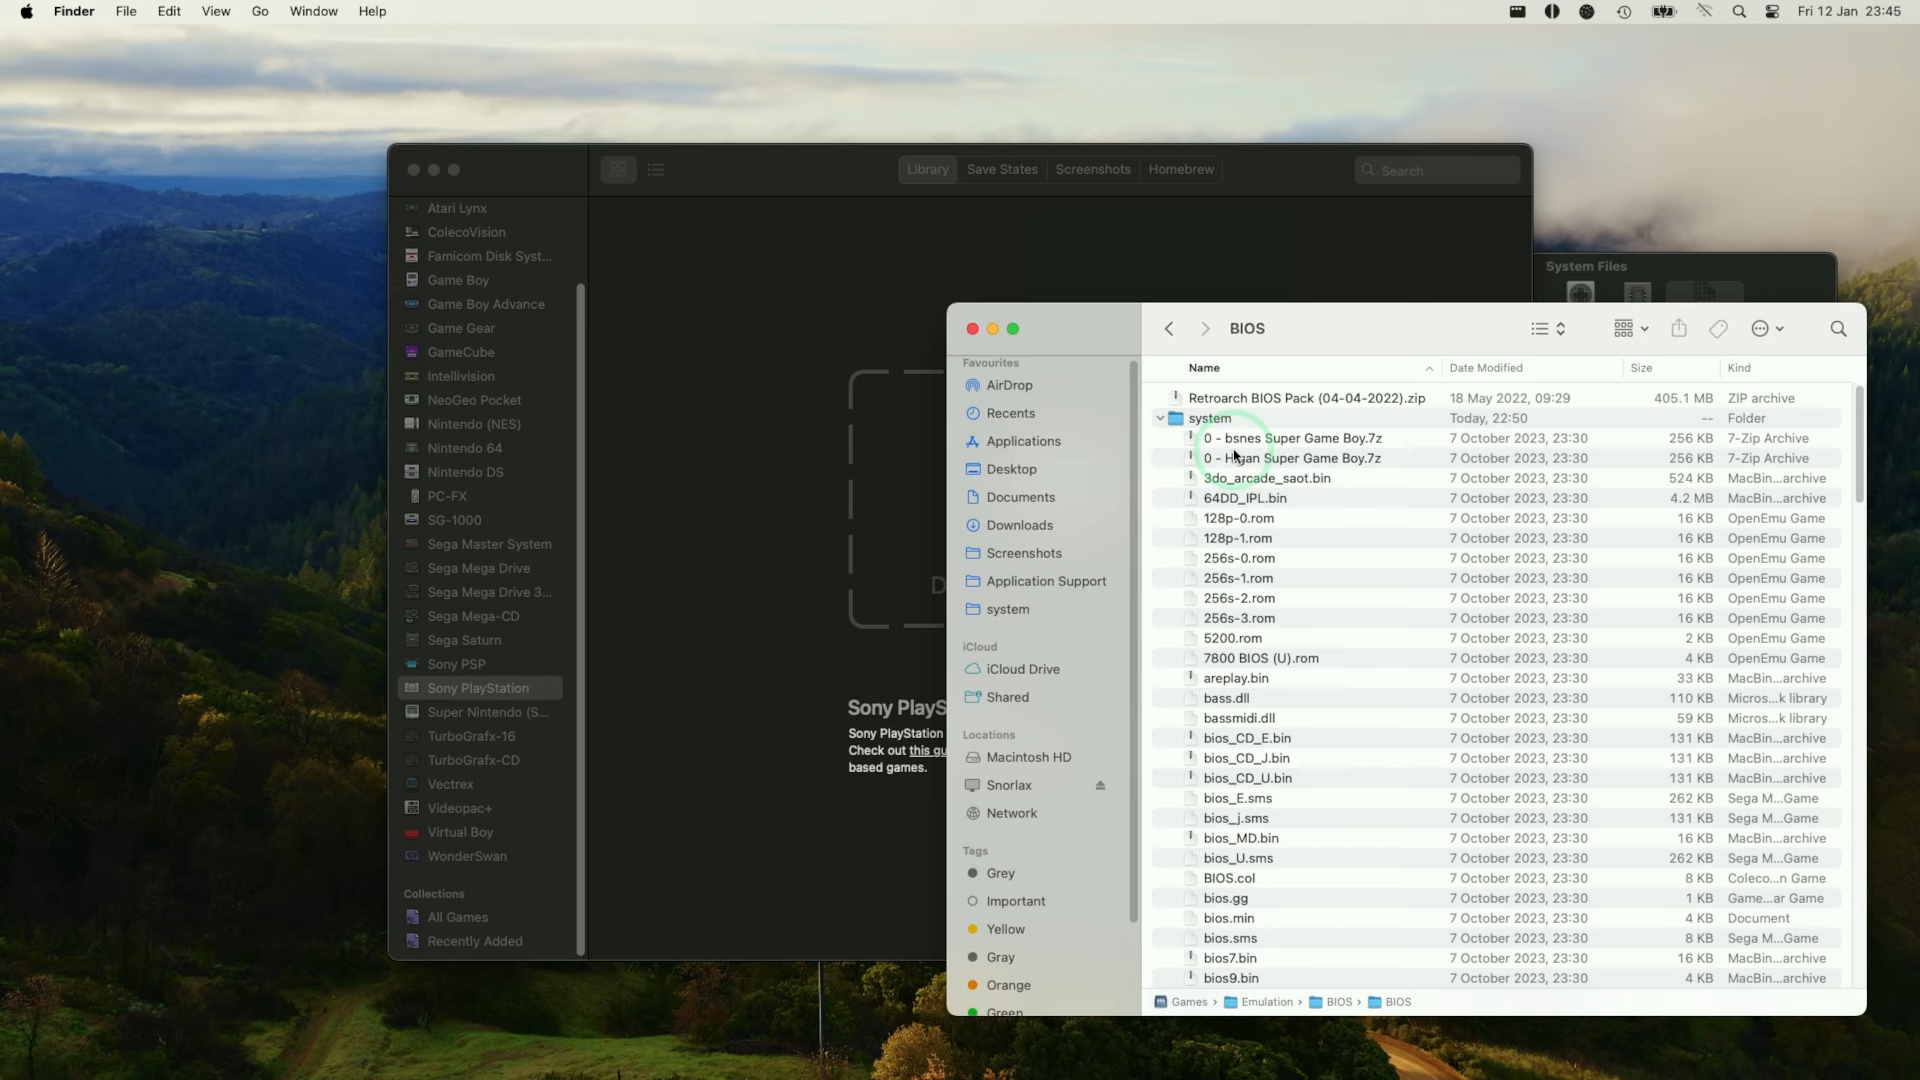 Finder File Edit View Go Window Help
Fri 12 Jan 23:45
Library Save States Screenshots Homebrew
Search
Atari Lynx
ColecoVision
Famicom Disk Syst...
Game Boy
Game Boy Advance
Game Gear
GameCube
Intellivision
NeoGeo Pocket
Nintendo (NES)
Nintendo 64
Nintendo DS
PC-FX
SG-1000
Sega Master System
Sega Mega Drive
Sega Mega Drive 3...
Sega Mega-CD
Sega Saturn
Sony PSP
Sony PlayStation
Super Nintendo (S...
TurboGrafx-16
TurboGrafx-CD
Vectrex
Videopac+
Virtual Boy
WonderSwan
Collections
All Games
Recently Added
D
Sony PlayS
Sony PlayStation
Check out this gu
based games.
System Files
BIOS
Favourites
AirDrop
Recents
Applications
Desktop
Documents
Downloads
Screenshots
Application Support
system
iCloud
iCloud Drive
Shared
Locations
Macintosh HD
Snorlax
Network
Tags
Grey
Important
Yellow
Gray
Orange
Green
Name Date Modified Size Kind
Retroarch BIOS Pack (04-04-2022).zip 18 May 2022, 09:29 405.1 MB ZIP archive
system Today, 22:50 -- Folder
0 - bsnes Super Game Boy.7z 7 October 2023, 23:30 256 KB 7-Zip Archive
0 - Super Game Boy.7z 7 October 2023, 23:30 256 KB 7-Zip Archive
3do_arcade_saot.bin 7 October 2023, 23:30 524 KB MacBin...archive
64DD_IPL.bin 7 October 2023, 23:30 4.2 MB MacBin...archive
128p-0.rom 7 October 2023, 23:30 16 KB OpenEmu Game
128p-1.rom 7 October 2023, 23:30 16 KB OpenEmu Game
256s-0.rom 7 October 2023, 23:30 16 KB OpenEmu Game
256s-1.rom 7 October 2023, 23:30 16 KB OpenEmu Game
256s-2.rom 7 October 2023, 23:30 16 KB OpenEmu Game
256s-3.rom 7 October 2023, 23:30 16 KB OpenEmu Game
5200.rom 7 October 2023, 23:30 2 KB OpenEmu Game
7800 BIOS (U).rom 7 October 2023, 23:30 4 KB OpenEmu Game
areplay.bin 7 October 2023, 23:30 33 KB MacBin...archive
bass.dll 7 October 2023, 23:30 110 KB Micros...k library
bassmidi.dll 7 October 2023, 23:30 59 KB Micros...k library
bios_CD_E.bin 7 October 2023, 23:30 131 KB MacBin...archive
bios_CD_J.bin 7 October 2023, 23:30 131 KB MacBin...archive
bios_CD_U.bin 7 October 2023, 23:30 131 KB MacBin...archive
bios_E.sms 7 October 2023, 23:30 262 KB Sega M...Game
bios_j.sms 7 October 2023, 23:30 131 KB Sega M...Game
bios_MD.bin 7 October 2023, 23:30 16 KB MacBin...archive
bios_U.sms 7 October 2023, 23:30 262 KB Sega M...Game
BIOS.col 7 October 2023, 23:30 8 KB Coleco...n Game
bios.gg 7 October 2023, 23:30 1 KB Game...ar Game
bios.min 7 October 2023, 23:30 4 KB Document
bios.sms 7 October 2023, 23:30 8 KB Sega M...Game
bios7.bin 7 October 2023, 23:30 16 KB MacBin...archive
bios9.bin 7 October 2023, 23:30 4 KB MacBin...archive
Games › Emulation › BIOS › BIOS